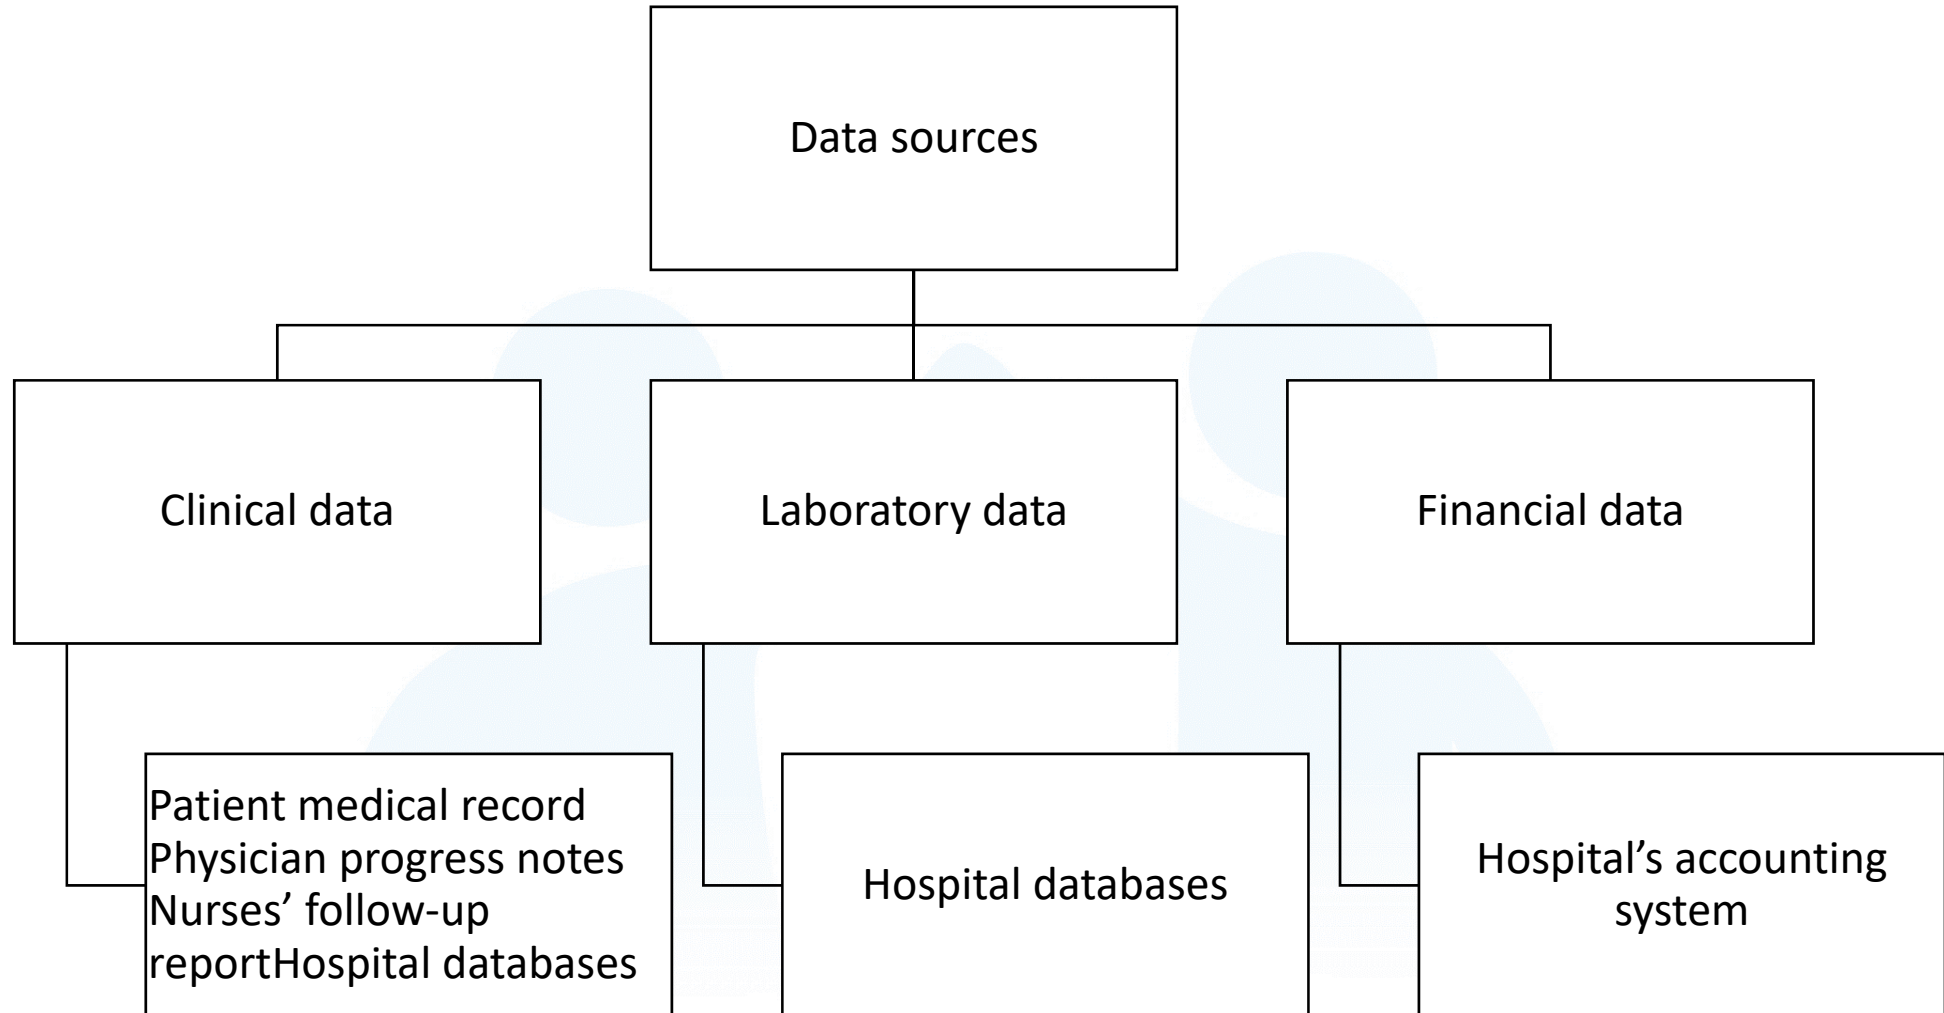 Data sources
Clinical data
Laboratory data
Financial data
Patient medical record
Physician progress notes
Nurses’ follow-up
reportHospital databases
Hospital databases
Hospital’s accounting
system